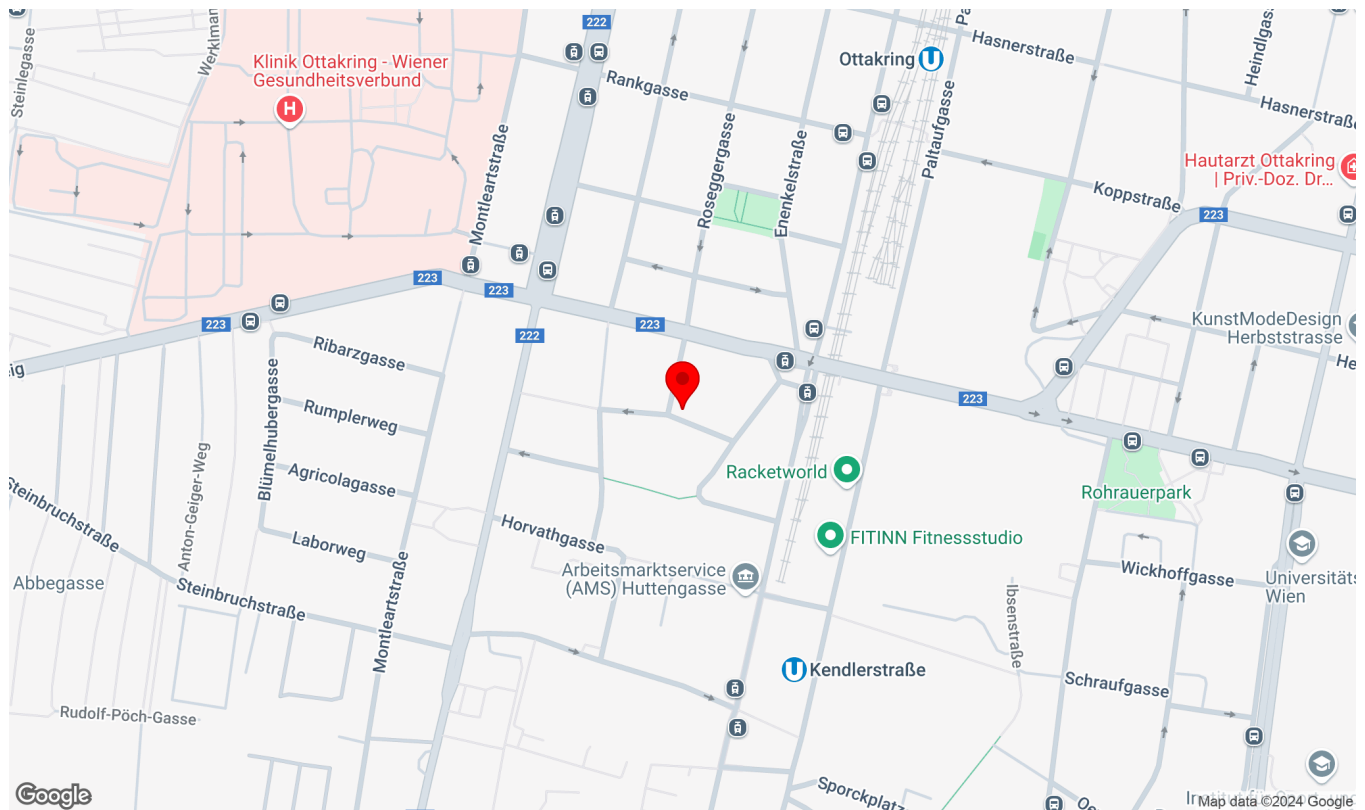 222
Steinlegasse
Klinik Ottakring - Wiener
Gesundheitsverbund
H
Ottakring
U
Hasnerstraße
Rankgasse
Hasnerstraße
Montleartstraße
Roseggergasse
Enenkelstraße
Paltaufgasse
Hautarzt Ottakring
| Priv.-Doz. Dr...
Koppstraße
223
223
223
223
223
222
KunstModeDesign
Herbststrasse
Ribarzgasse
Rumplerweg
Blümelhubergasse
Agricolagasse
Anton-Geiger-Weg
Steinbruchstraße
Laborweg
Horvathgasse
223
Racketworld
Rohrauerpark
FITINN Fitnessstudio
Arbeitsmarktservice
(AMS) Huttengasse
Wickhoffgasse
Universitäts
Wien
Abbegasse
Steinbruchstraße
Montleartstraße
Ibsenstraße
U
Kendlerstraße
Schraufgasse
Rudolf-Pöch-Gasse
Sporckplatz
Google
Map data ©2024 Google